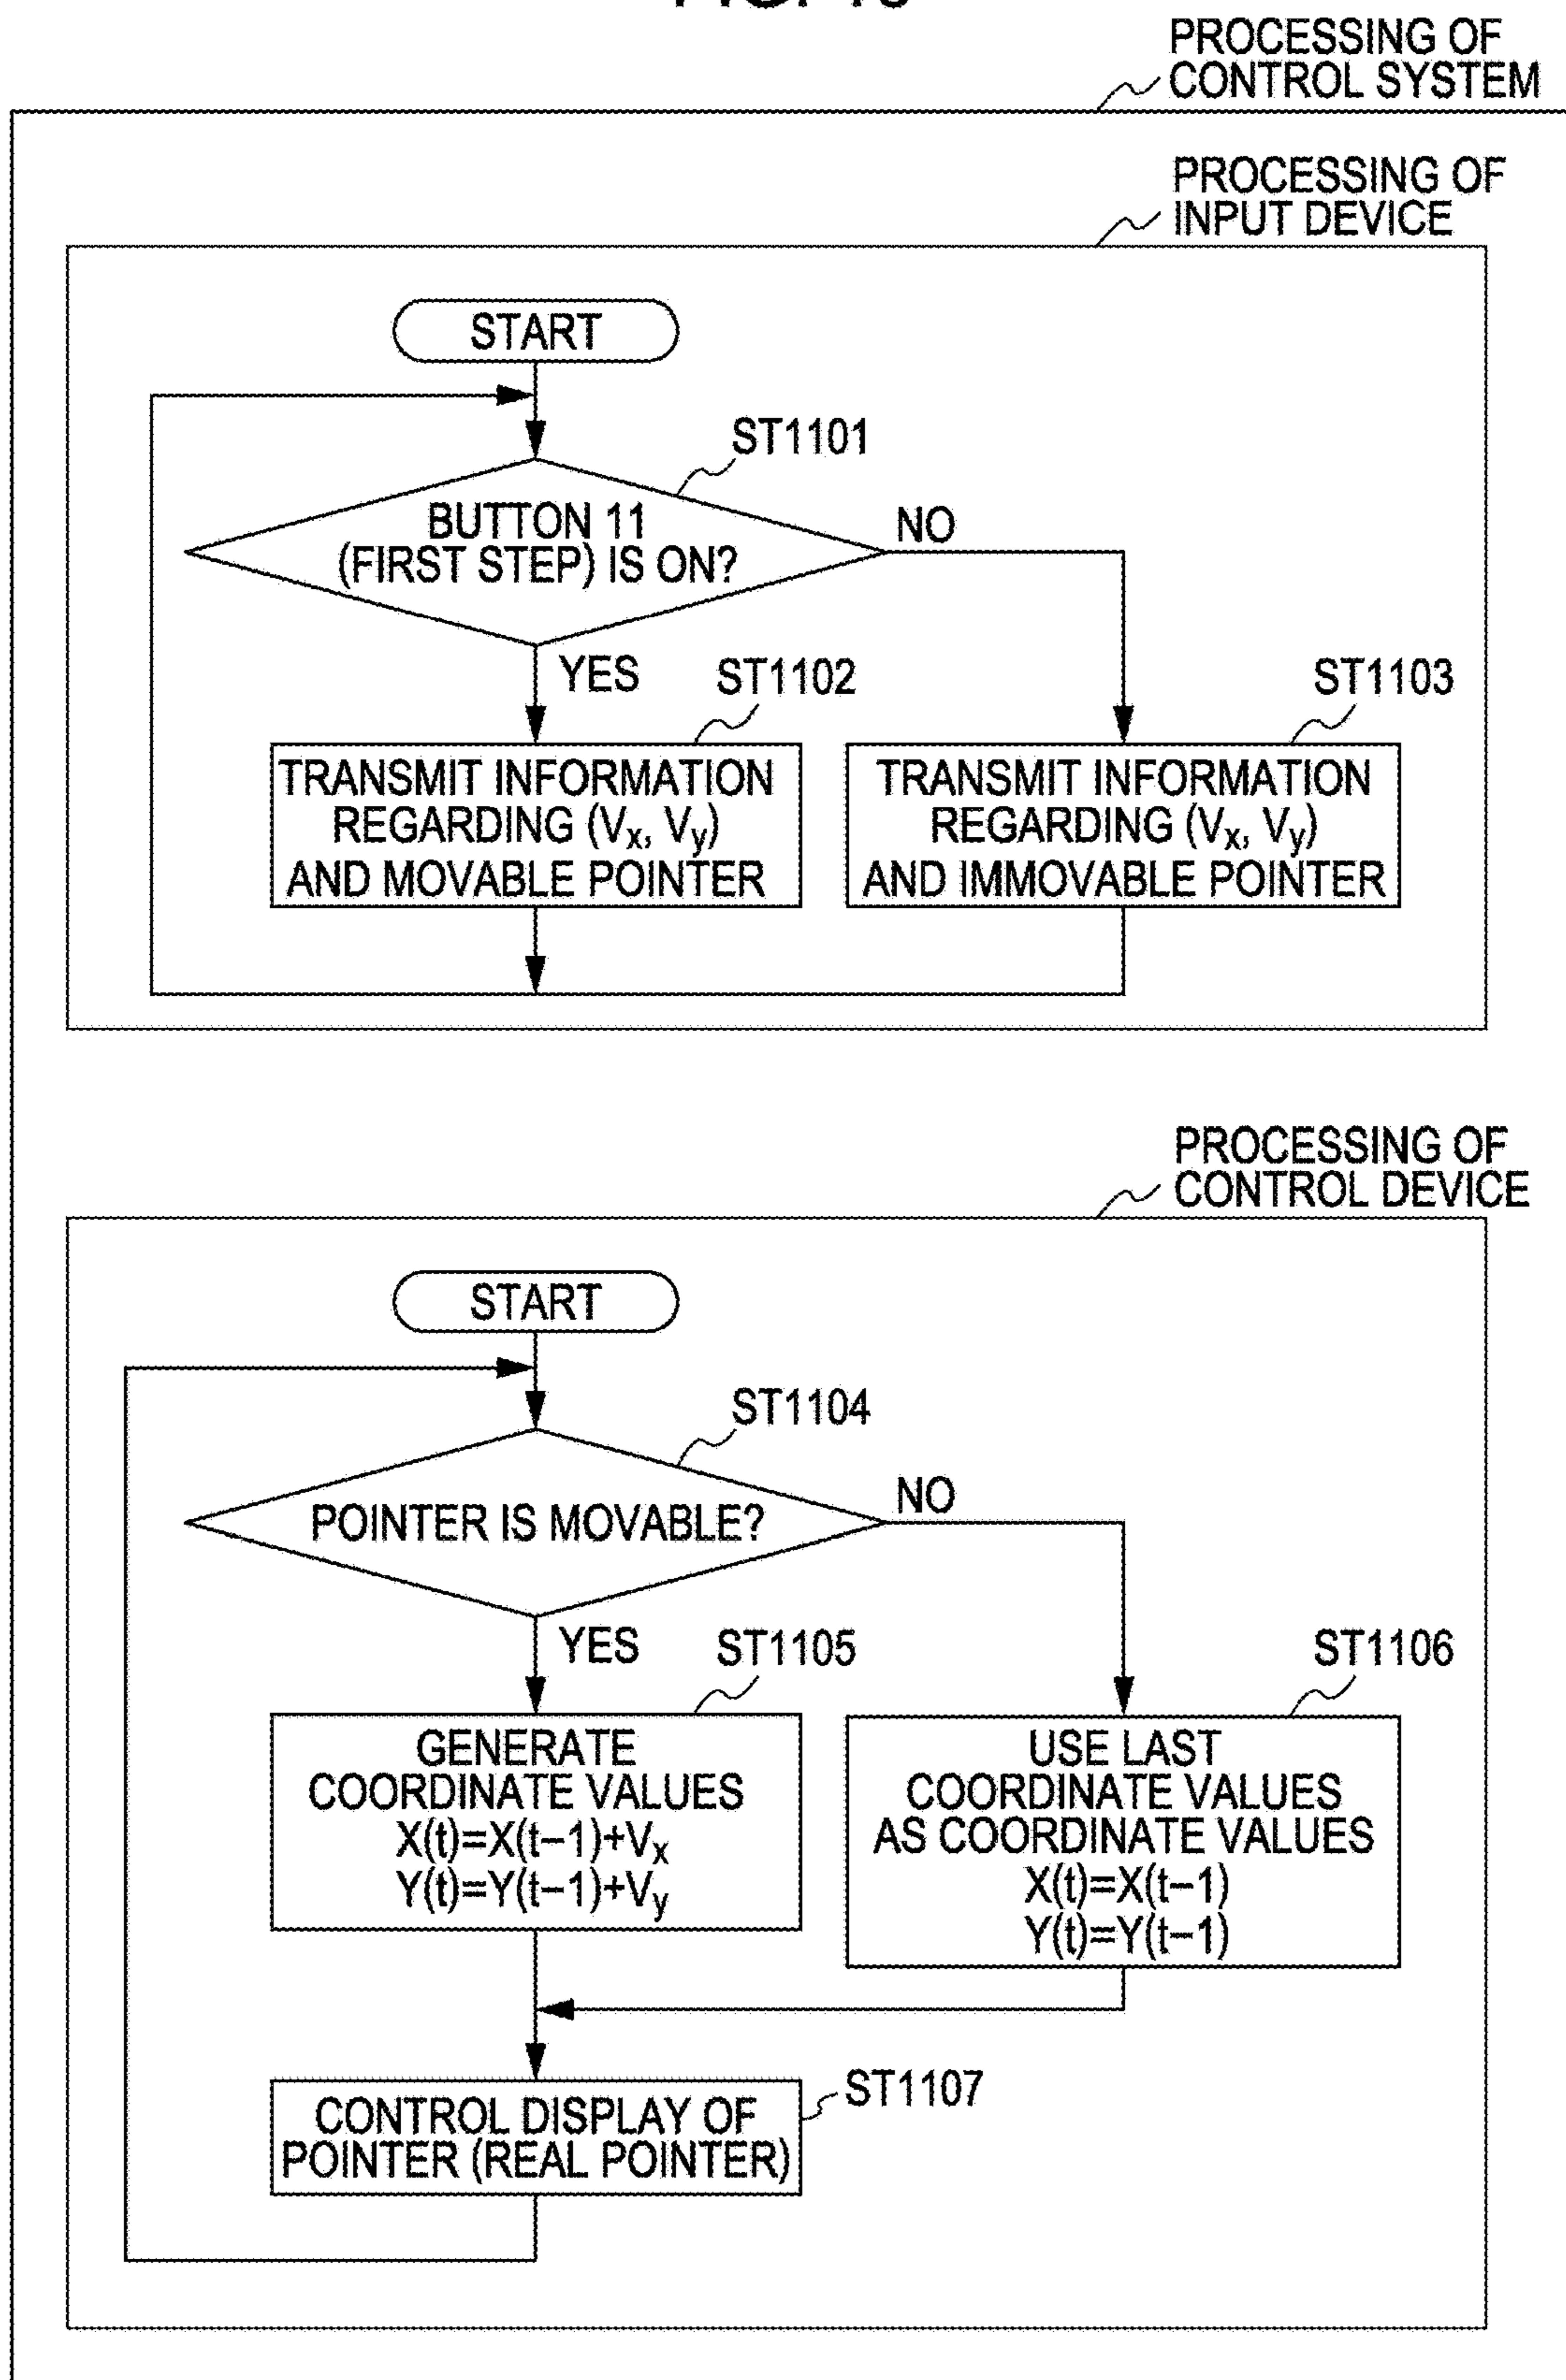 PROCESSING OF
CONTROL SYSTEM
PROCESSING OF
INPUT DEVICE
START
ST1101
BUTTON 11
(FIRST STEP) IS ON?
NO
YES
ST1102
ST1103
TRANSMIT INFORMATION
REGARDING (Vx, Vy)
AND MOVABLE POINTER
TRANSMIT INFORMATION
REGARDING (Vx, Vy)
AND IMMOVABLE POINTER
PROCESSING OF
CONTROL DEVICE
START
ST1104
POINTER IS MOVABLE?
NO
YES
ST1105
ST1106
GENERATE
COORDINATE VALUES
X(t)=X(t–1)+Vx
Y(t)=Y(t–1)+Vy
USE LAST
COORDINATE VALUES
AS COORDINATE VALUES
X(t)=X(t–1)
Y(t)=Y(t–1)
ST1107
CONTROL DISPLAY OF
POINTER (REAL POINTER)